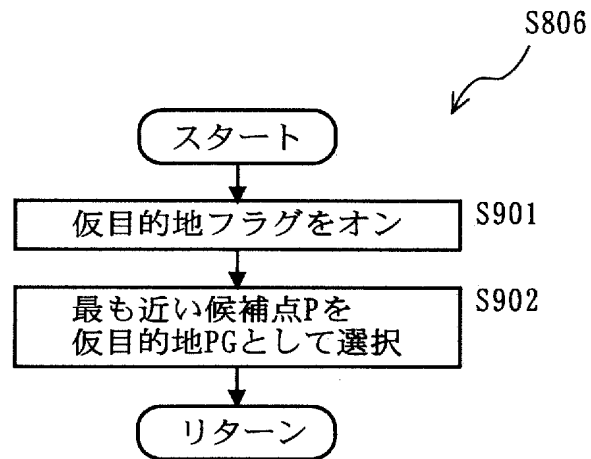 S806
スタート
仮目的地フラグをオン
S901
最も近い候補点Pを
仮目的地PGとして選択
S902
リターン